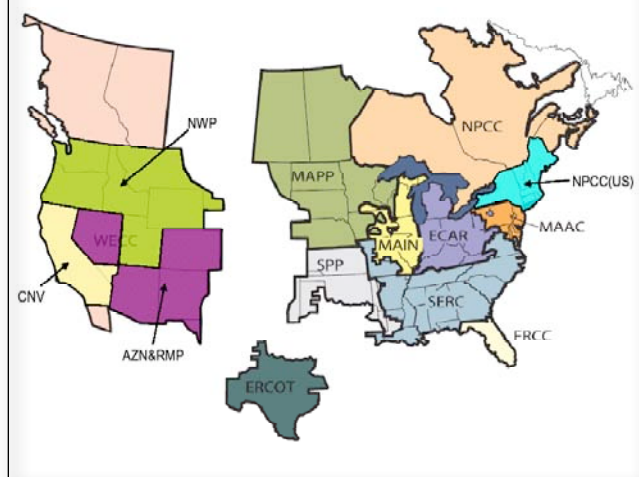 NWP
NPCC
MAPP
NPCC(US)
WECC
MAIN
ECAR
MAAC
SPP
CNV
SERC
FRCC
AZN&RMP
ERCOT